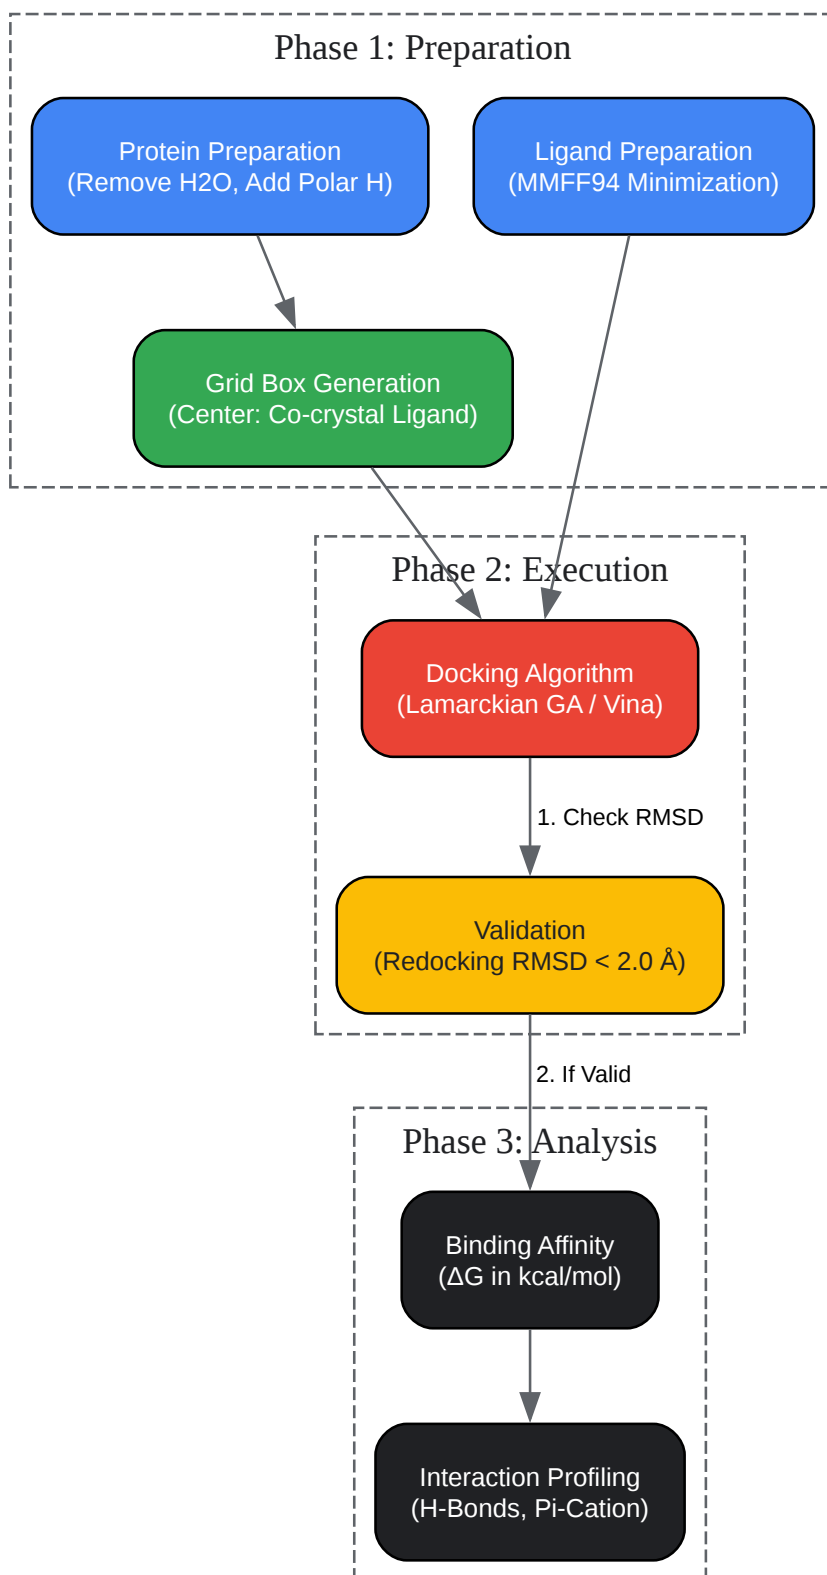 Phase 1: Preparation
Protein Preparation
(Remove H2O, Add Polar H)
Ligand Preparation
(MMFF94 Minimization)
Grid Box Generation
(Center: Co-crystal Ligand)
Phase 2: Execution
Docking Algorithm
(Lamarckian GA / Vina)
1. Check RMSD
Validation
(Redocking RMSD < 2.0 Å)
2. If Valid
Phase 3: Analysis
Binding Affinity
(ΔG in kcal/mol)
Interaction Profiling
(H-Bonds, Pi-Cation)